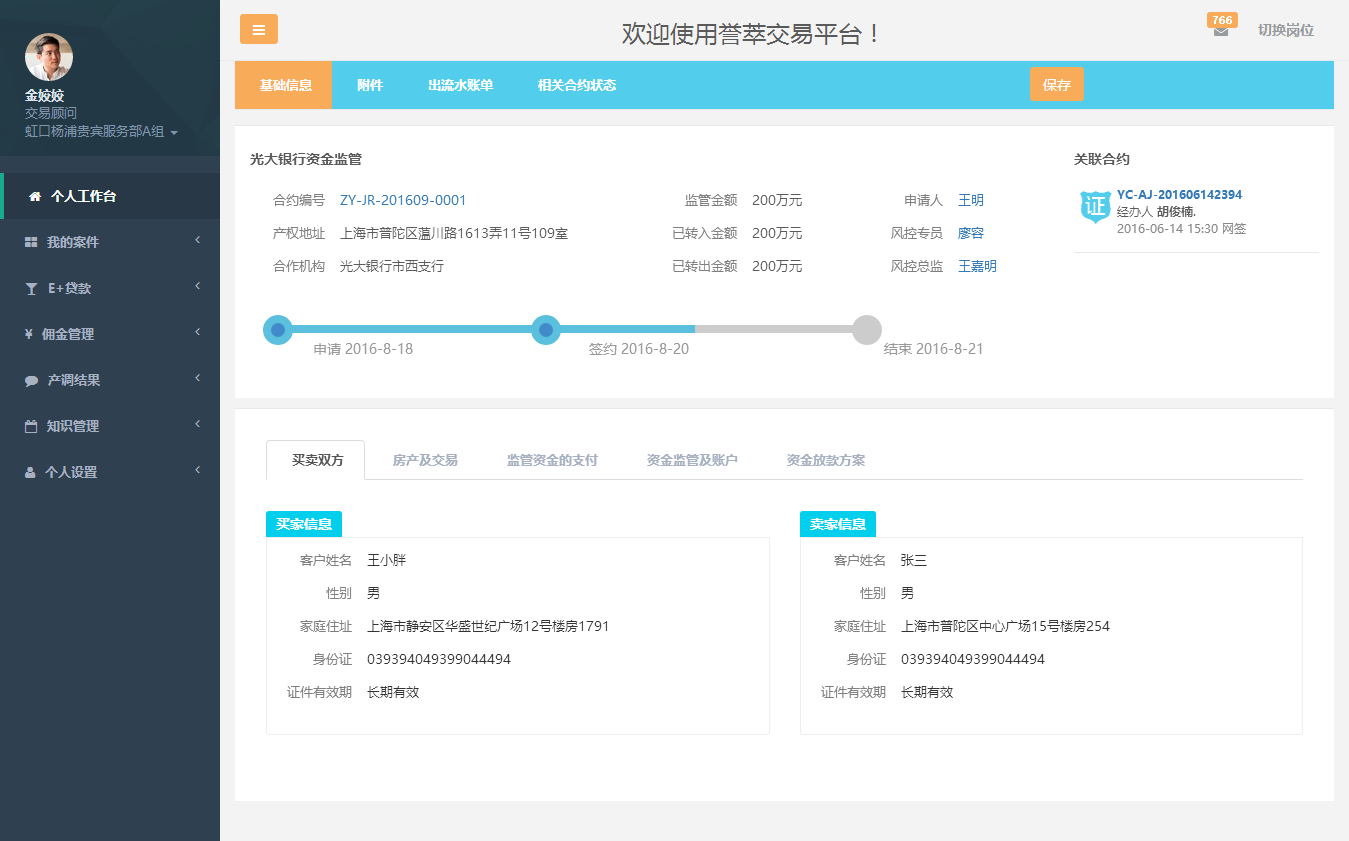 金姣姣
交易顾问
虹口杨浦贵宾服务部A组
个人工作台
我的案件
E+贷款
¥ 佣金管理
产调结果
知识管理
个人设置
欢迎使用誉萃交易平台！
766
切换岗位
基础信息 附件 出流水账单 相关合约状态 保存
光大银行资金监管
合约编号 ZY-JR-201609-0001 监管金额 200万元 申请人 王明
产权地址 上海市普陀区薀川路1613弄11号109室 已转入金额 200万元 风控专员 廖容
合作机构 光大银行市西支行 已转出金额 200万元 风控总监 王嘉明
申请 2016-8-18 签约 2016-8-20 结束 2016-8-21
关联合约
证
YC-AJ-201606142394
经办人 胡俊楠.
2016-06-14 15:30 网签
买卖双方 房产及交易 监管资金的支付 资金监管及账户 资金放款方案
买家信息
客户姓名 王小胖
性别 男
家庭住址 上海市静安区华盛世纪广场12号楼房1791
身份证 039394049399044494
证件有效期 长期有效
卖家信息
客户姓名 张三
性别 男
家庭住址 上海市普陀区中心广场15号楼房254
身份证 039394049399044494
证件有效期 长期有效